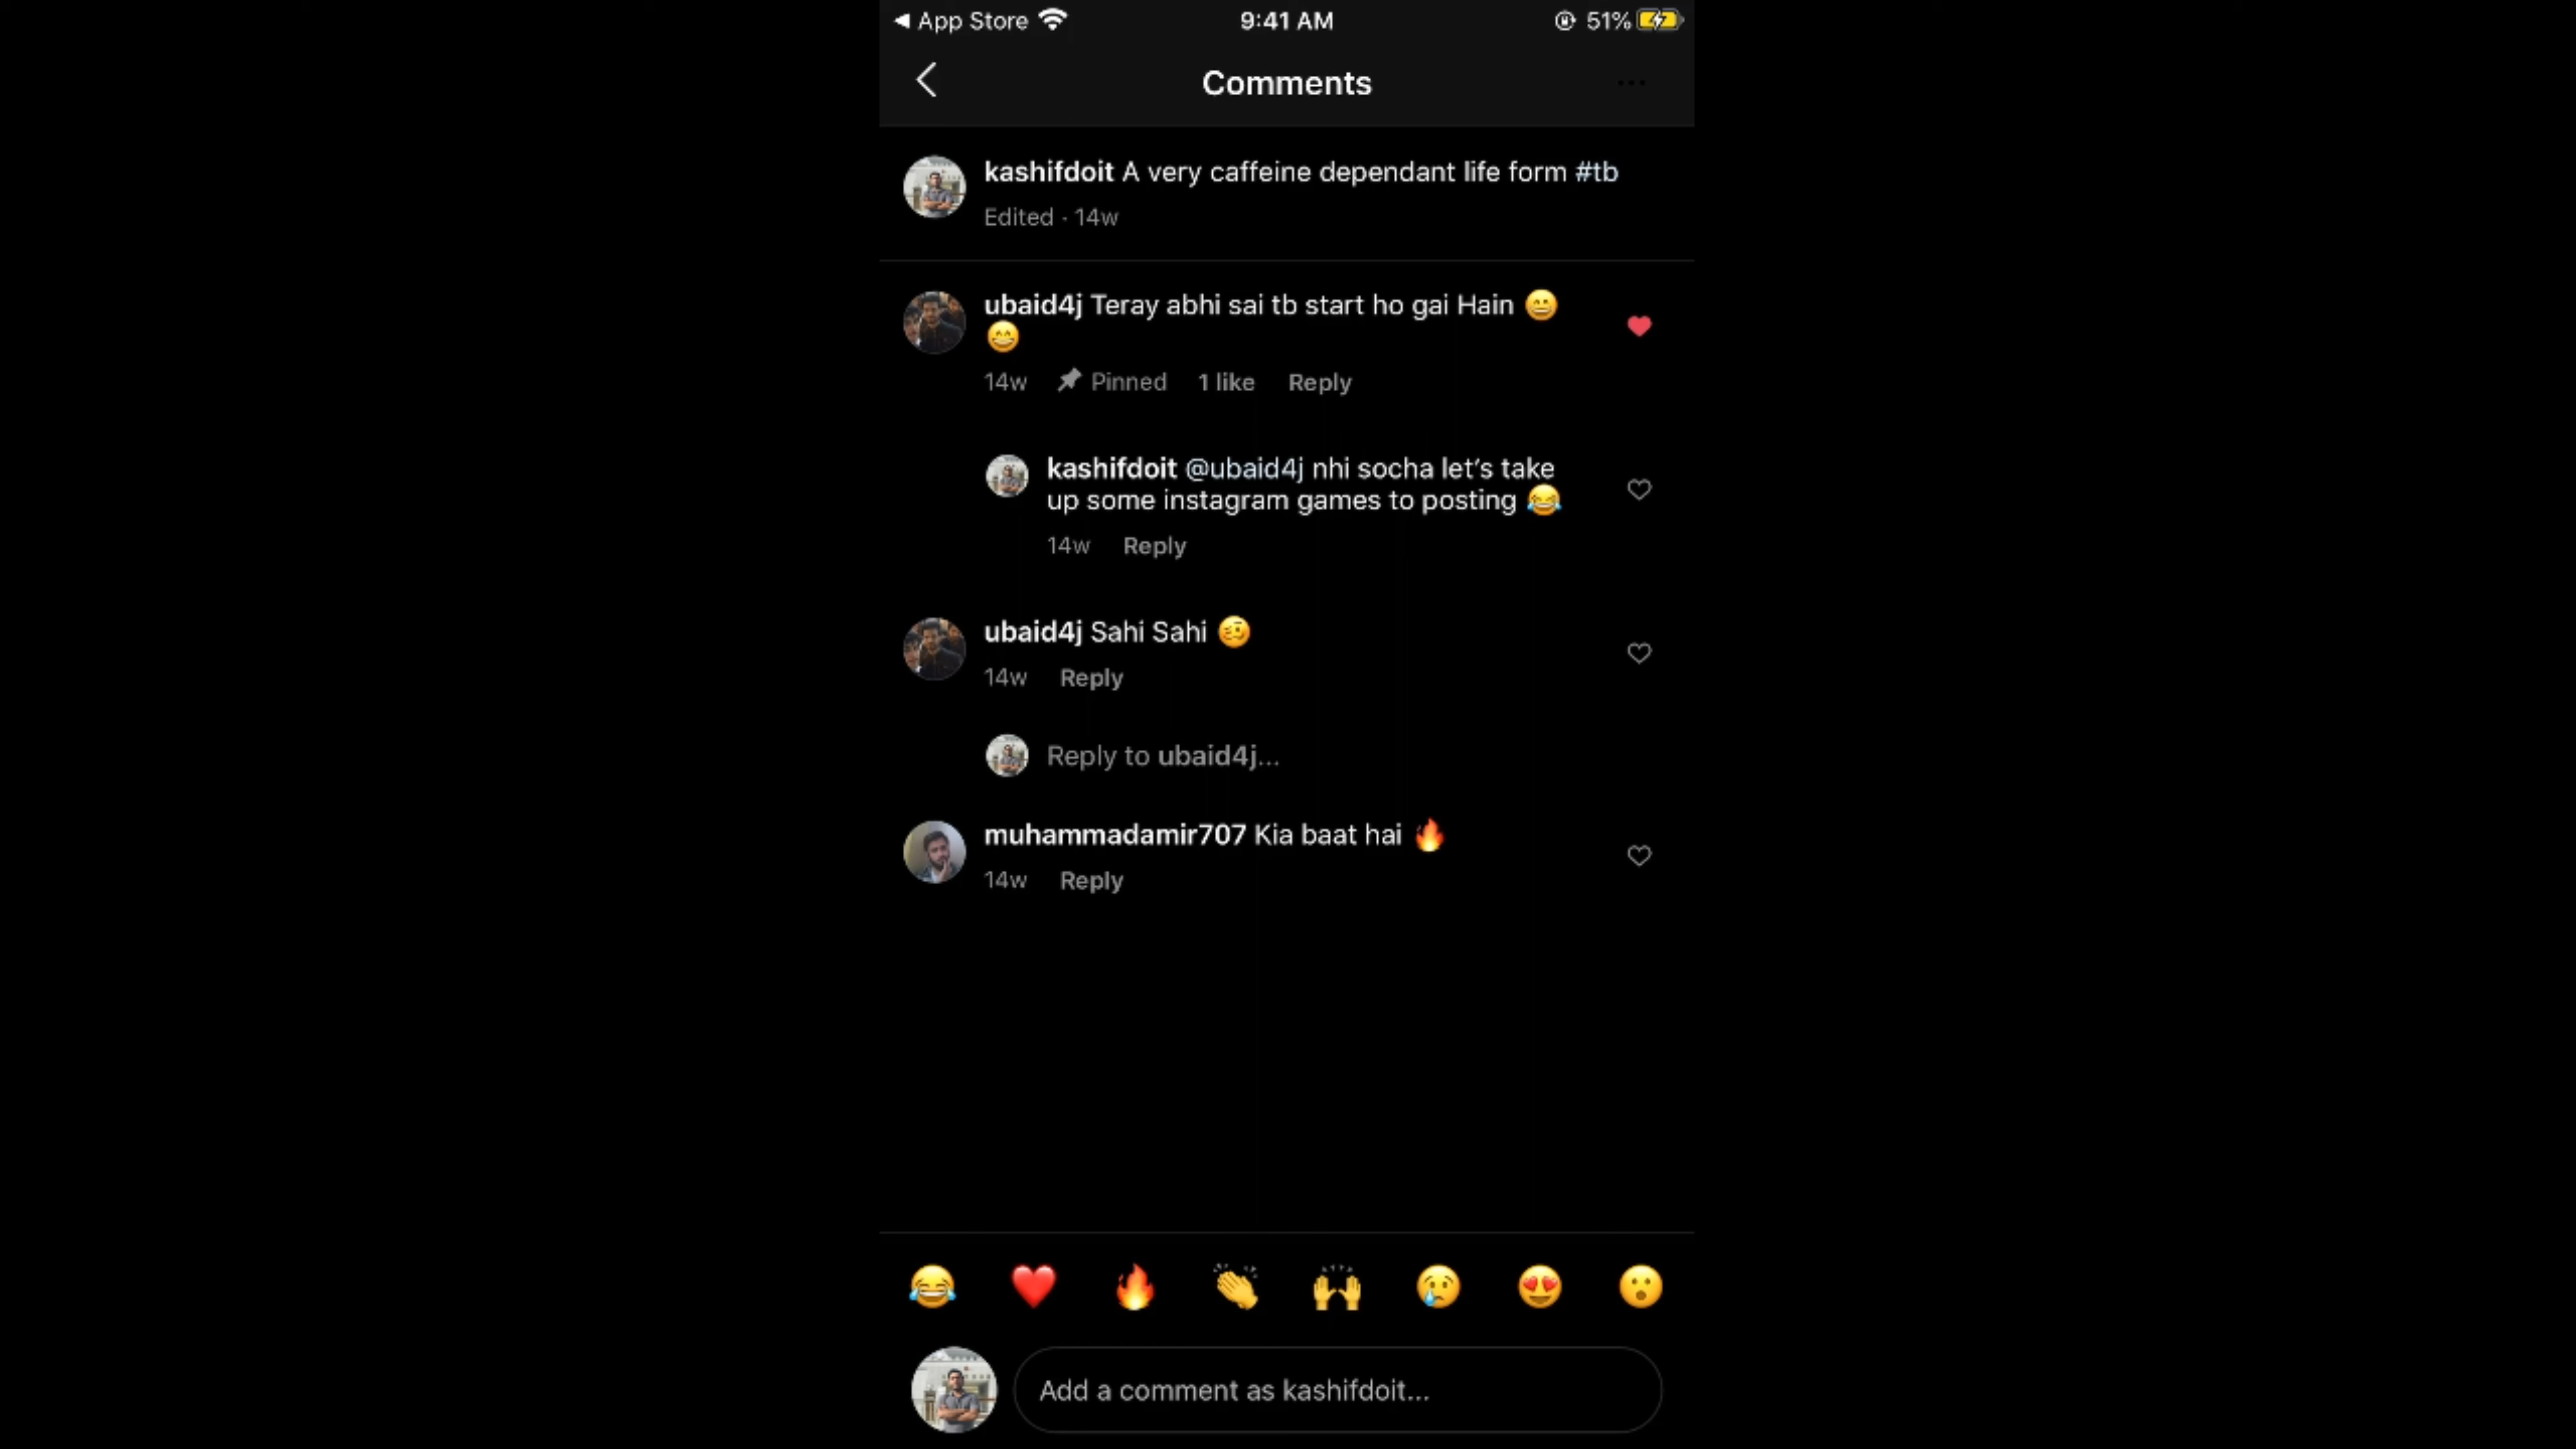 ◀ App Store 9:41 AM 51%
Comments
kashifdoit A very caffeine dependant life form #tb
Edited · 14w
ubaid4j Teray abhi sai tb start ho gai Hain 😁
😁
14w Pinned 1 like Reply
kashifdoit @ubaid4j nhi socha let’s take
up some instagram games to posting 😂
14w Reply
ubaid4j Sahi Sahi 🥴
14w Reply
Reply to ubaid4j...
muhammadamir707 Kia baat hai 🔥
14w Reply
😂 ❤️ 🔥 👏 🙌 😢 😍 😮
Add a comment as kashifdoit...